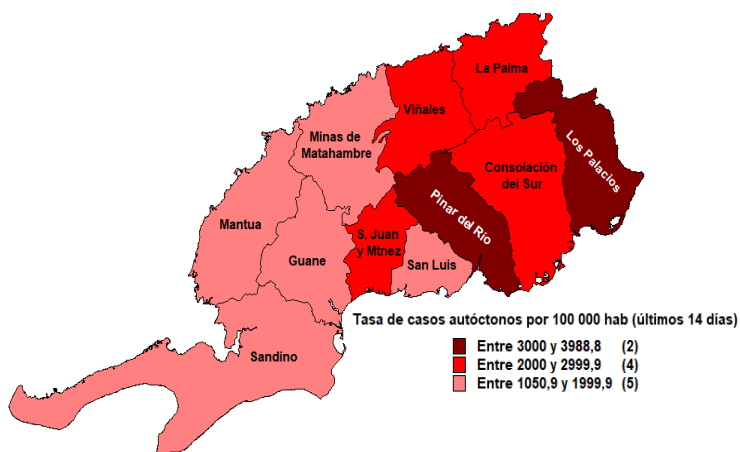 La Palma
Viñales
Minas de
Matahambre
Los Palacios
Consolación
del Sur
Pinar del Río
Mantua
S. Juan
y Mtnez
Guane
San Luis
Tasa de casos autóctonos por 100 000 hab (últimos 14 días)
Entre 3000 y 3988,8 (2)
Entre 2000 y 2999,9 (4)
Entre 1050,9 y 1999,9 (5)
Sandino